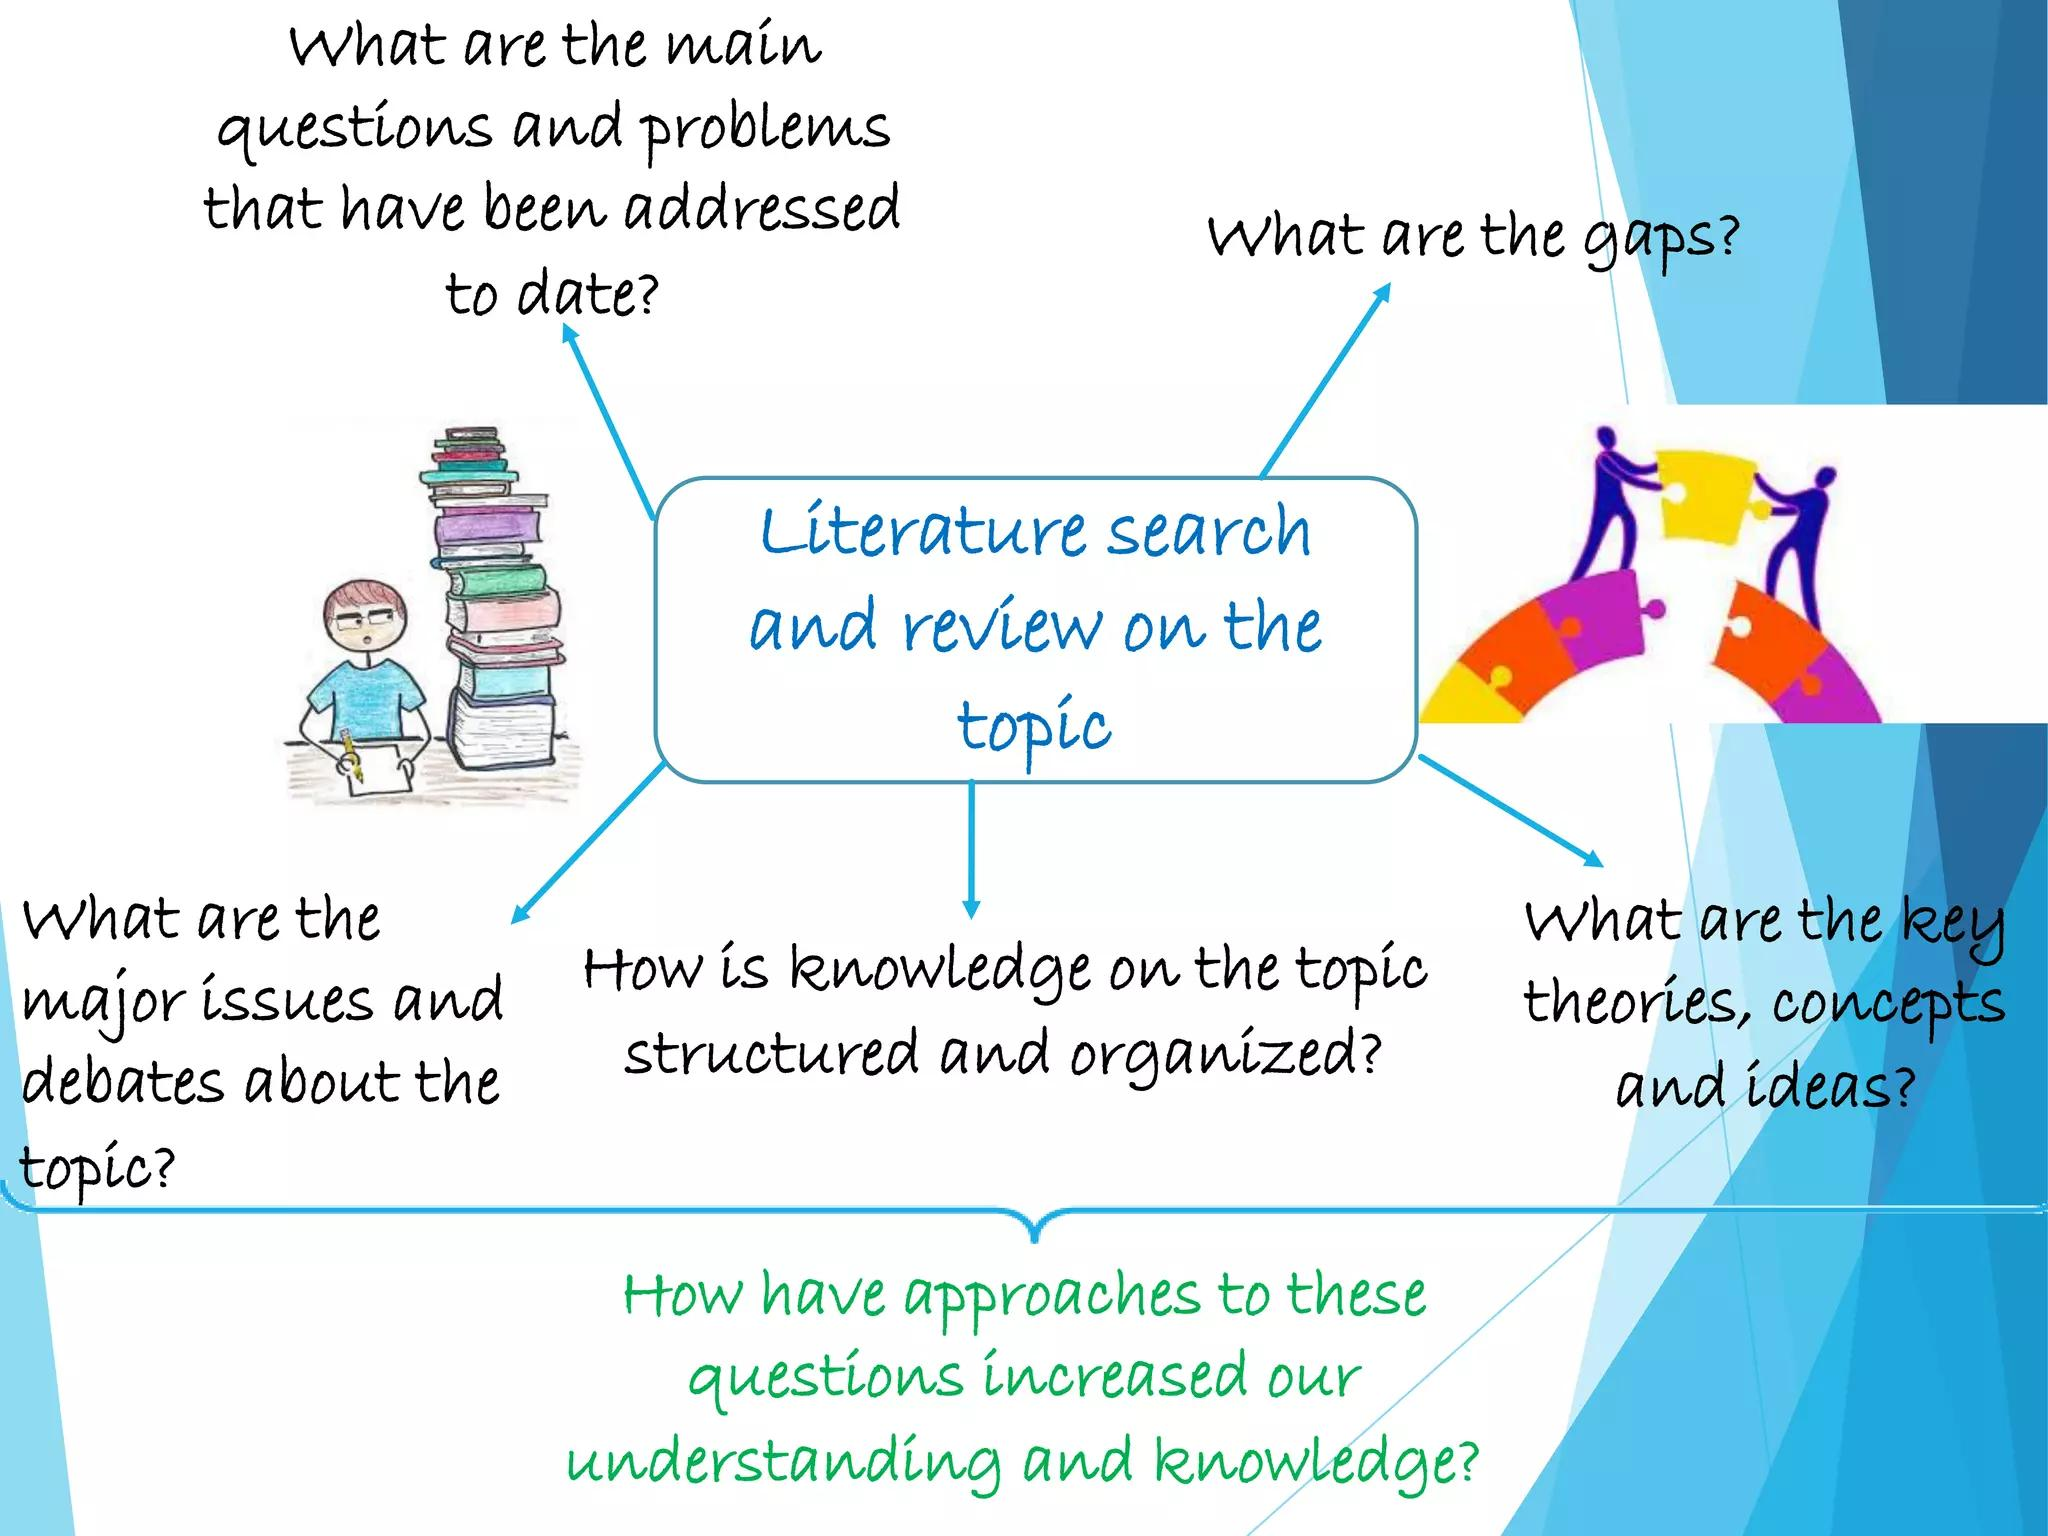 What are the main
questions and problems
that have been addressed
to date?
What are the gaps?
Literature search
and review on the
topic
What are the
major issues and
debates about the
topic?
How is knowledge on the topic
structured and organized?
What are the key
theories, concepts
and ideas?
How have approaches to these
questions increased our
understanding and knowledge?